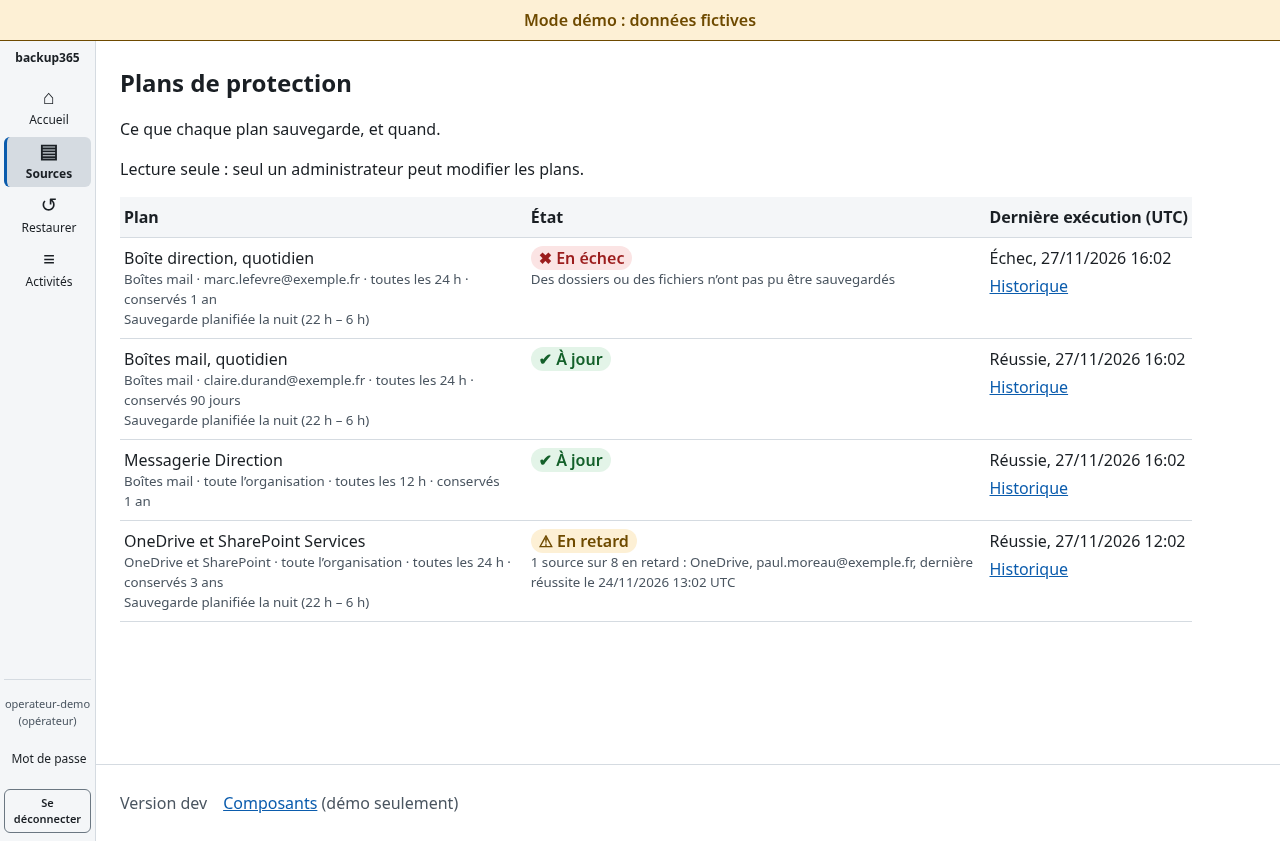 Mode démo : données fictives
backup365
Accueil
Sources
Restaurer
Activités
operateur-demo
(opérateur)
Mot de passe
Se
déconnecter
Plans de protection
Ce que chaque plan sauvegarde, et quand.
Lecture seule : seul un administrateur peut modifier les plans.
Plan État Dernière exécution (UTC)
Boîte direction, quotidien ✖ En échec Échec, 27/11/2026 16:02
Boîtes mail · marc.lefevre@exemple.fr · toutes les 24 h · Des dossiers ou des fichiers n’ont pas pu être sauvegardés Historique
conservés 1 an
Sauvegarde planifiée la nuit (22 h – 6 h)
Boîtes mail, quotidien ✔ À jour Réussie, 27/11/2026 16:02
Boîtes mail · claire.durand@exemple.fr · toutes les 24 h · Historique
conservés 90 jours
Sauvegarde planifiée la nuit (22 h – 6 h)
Messagerie Direction ✔ À jour Réussie, 27/11/2026 16:02
Boîtes mail · toute l’organisation · toutes les 12 h · conservés Historique
1 an
OneDrive et SharePoint Services ⚠ En retard Réussie, 27/11/2026 12:02
OneDrive et SharePoint · toute l’organisation · toutes les 24 h · 1 source sur 8 en retard : OneDrive, paul.moreau@exemple.fr, dernière Historique
conservés 3 ans réussite le 24/11/2026 13:02 UTC
Sauvegarde planifiée la nuit (22 h – 6 h)
Version dev Composants (démo seulement)